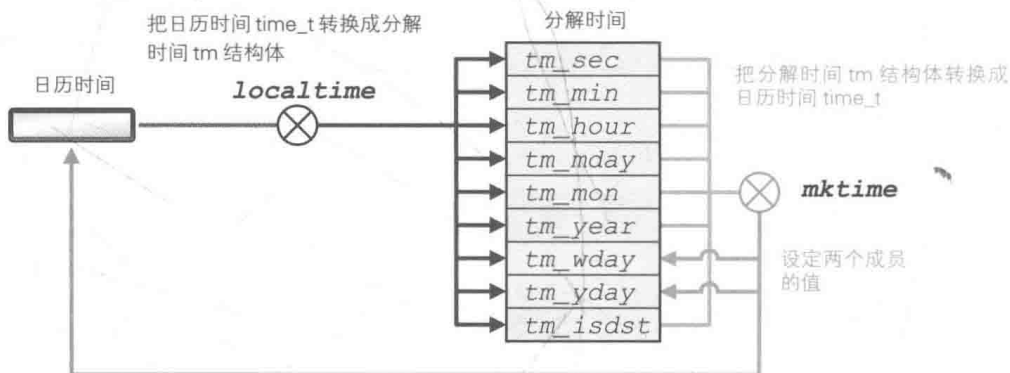 把日历时间 time_t 转换成分解
时间 tm 结构体
分解时间
日历时间
localtime
tm_sec
tm_min
tm_hour
tm_mday
tm_mon
tm_year
tm_wday
tm_yday
tm_isdst
把分解时间 tm 结构体转换成
日历时间 time_t
mktime
设定两个成员
的值